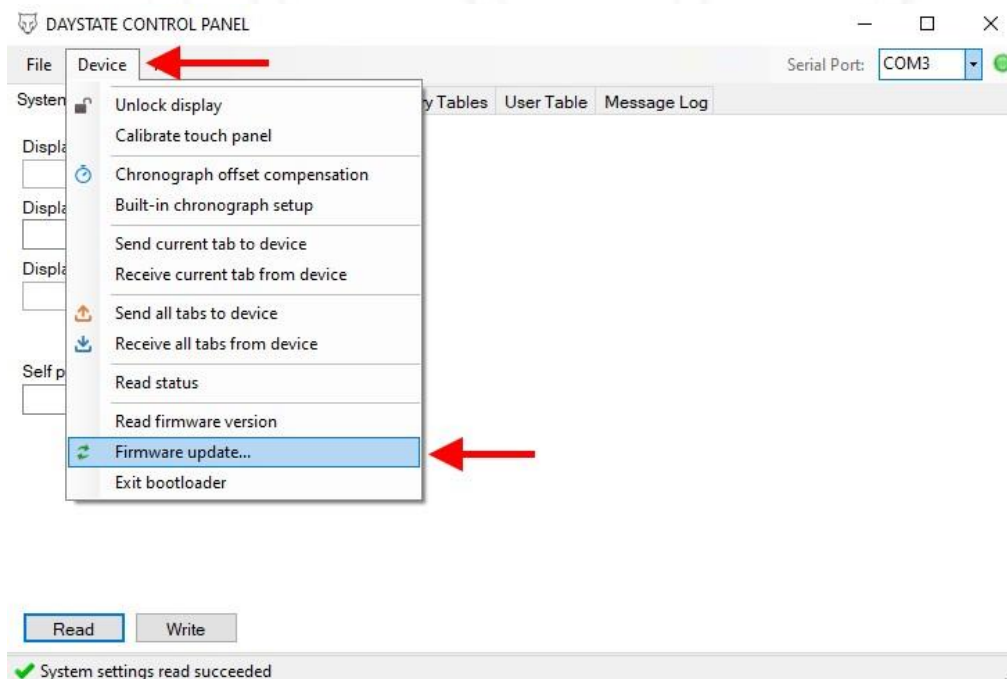 DAYSTATE CONTROL PANEL
File Device Serial Port: COM3
Tables User Table Message Log
Unlock display
Calibrate touch panel
Chronograph offset compensation
Built-in chronograph setup
Send current tab to device
Receive current tab from device
Send all tabs to device
Receive all tabs from device
Self
Read status
Read firmware version
Firmware update...
Exit bootloader
Read Write
System settings read succeeded